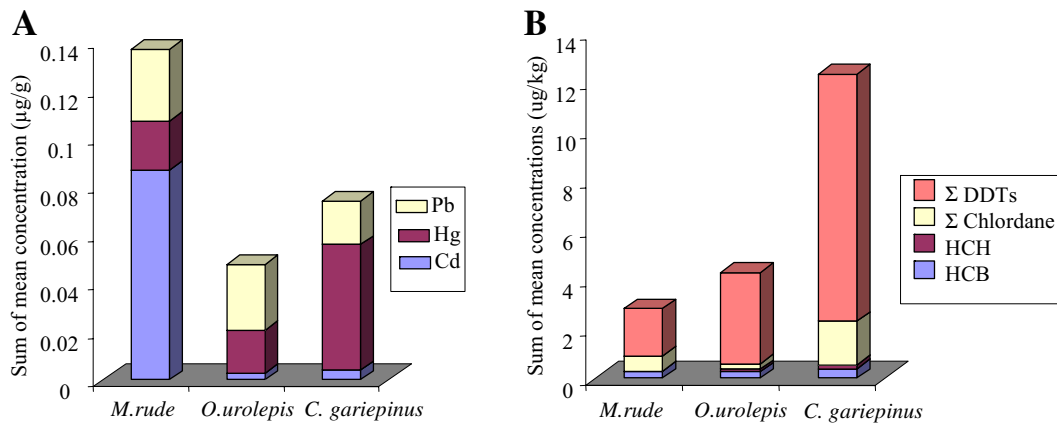 A
Sum of mean concentration (µg/g)
0.14
0.12
0.1
0.08
0.06
0.04
0.02
0
M.rude
O.urolepis
C. gariepinus
Pb
Hg
Cd
B
Sum of mean concentrations (ug/kg)
14
12
10
8
6
4
2
0
M.rude
O.urolepis
C. gariepinus
Σ DDTs
Σ Chlordane
HCH
HCB